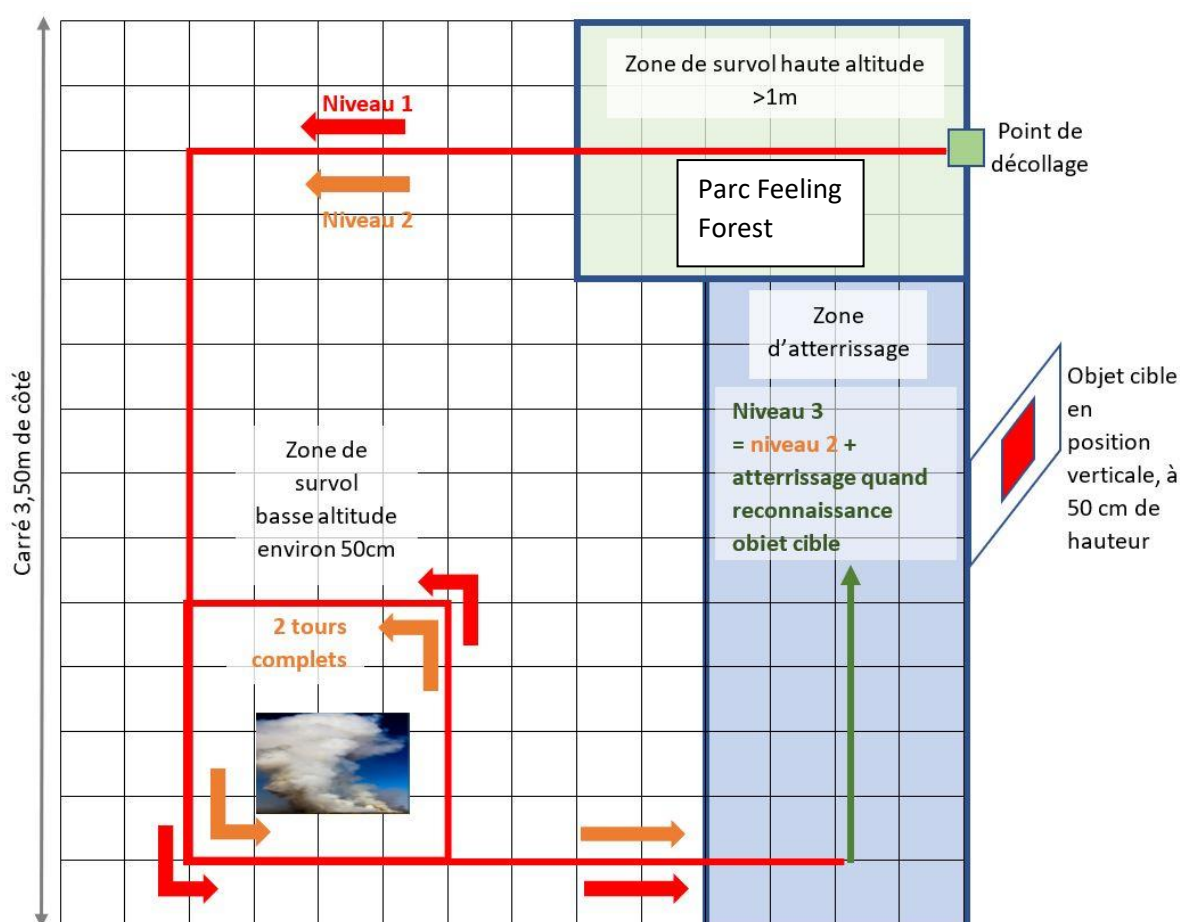 Zone de survol haute altitude
>1m
Niveau 1
Point de
décollage
Niveau 2
Parc Feeling
Forest
Zone
d'atterrissage
Carré 3,50m de côté
Niveau 3
= niveau 2 +
atterrissage quand
reconnaissance
objet cible
Objet cible
en
position
verticale, à
50 cm de
hauteur
Zone de
survol
basse altitude
environ 50cm
2 tours
complets